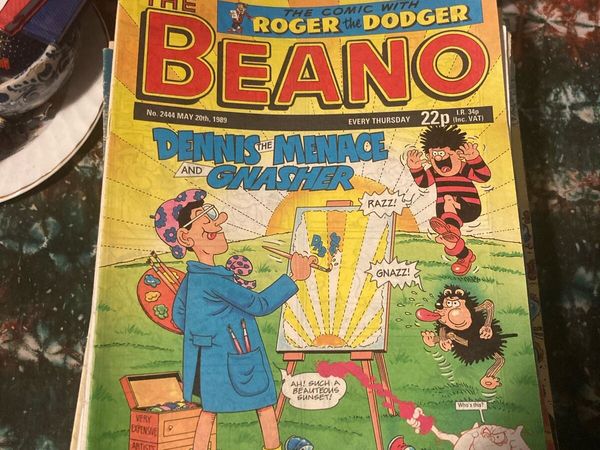 THE
THE COMIC WITH
ROGER the DODGER
BEANO
No. 2444 MAY 20th, 1989
EVERY THURSDAY
22p
I.R. 34p
(Inc. VAT)
DENNIS THE MENACE
AND GNASHER
RAZZ!
GNAZZ!
AH! SUCH A
BEAUTEOUS
SUNSET!
Who's this?
VERY
EXPENSIVE
ARTISTS